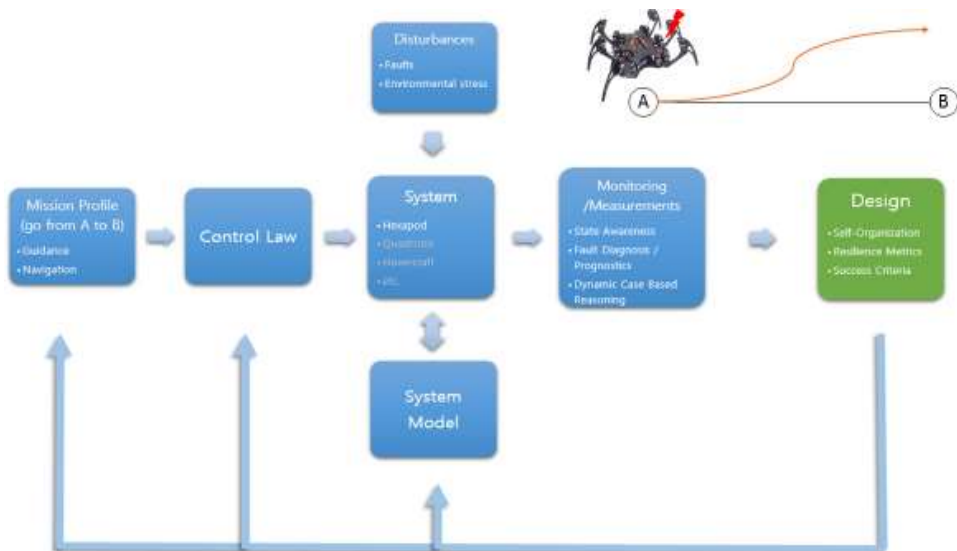 Disturbances
• Faults
• Environmental stress
A
B
Mission Profile
(go from A to B)
• Guidance
• Navigation
Control Law
System
• Hexapod
• Hovercraft
• Etc.
Monitoring
/Measurements
• State Awareness
• Fault Diagnosis /
Prognostics
• Dynamic Case Based
Reasoning
Design
• Self-Organization
• Resilience Metrics
• Success Criteria
System
Model